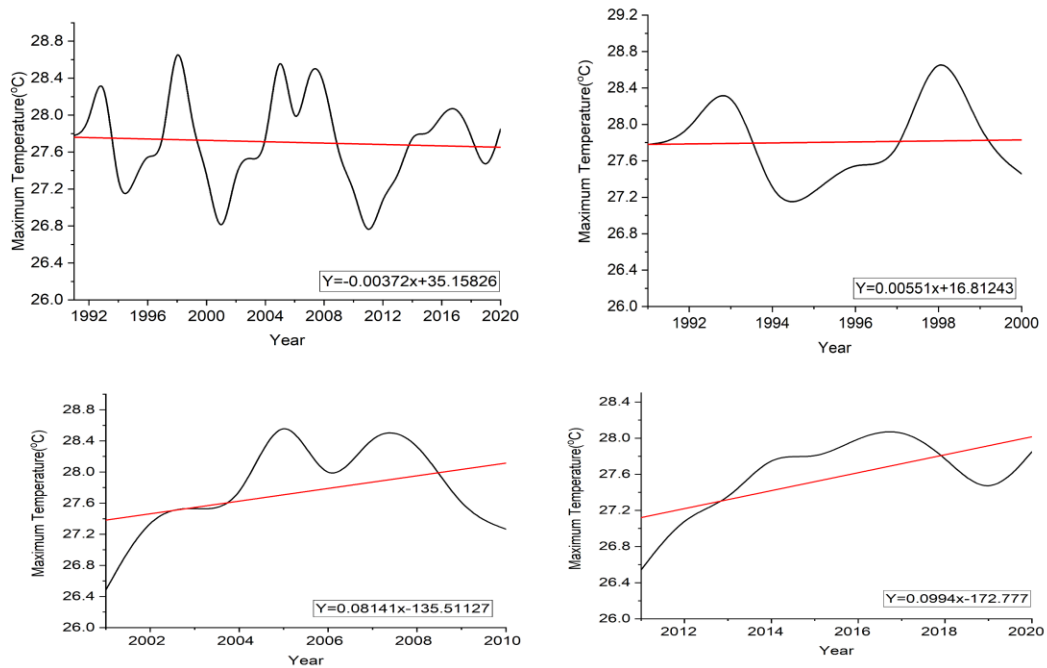 Maximum Temperature(°C)
28.8
28.4
28.0
27.6
27.2
26.8
26.4
26.0
Y=-0.00372x+35.15826
1992 1996 2000 2004 2008 2012 2016 2020
Year
Maximum Temperature(°C)
29.2
28.8
28.4
28.0
27.6
27.2
26.8
26.4
26.0
Y=0.00551x+16.81243
1992 1994 1996 1998 2000
Year
Maximum Temperature(°C)
28.8
28.4
28.0
27.6
27.2
26.8
26.4
26.0
Y=0.08141x-135.51127
2002 2004 2006 2008 2010
Year
Maximum Temperature(°C)
28.4
28.0
27.6
27.2
26.8
26.4
26.0
Y=0.0994x-172.777
2012 2014 2016 2018 2020
Year